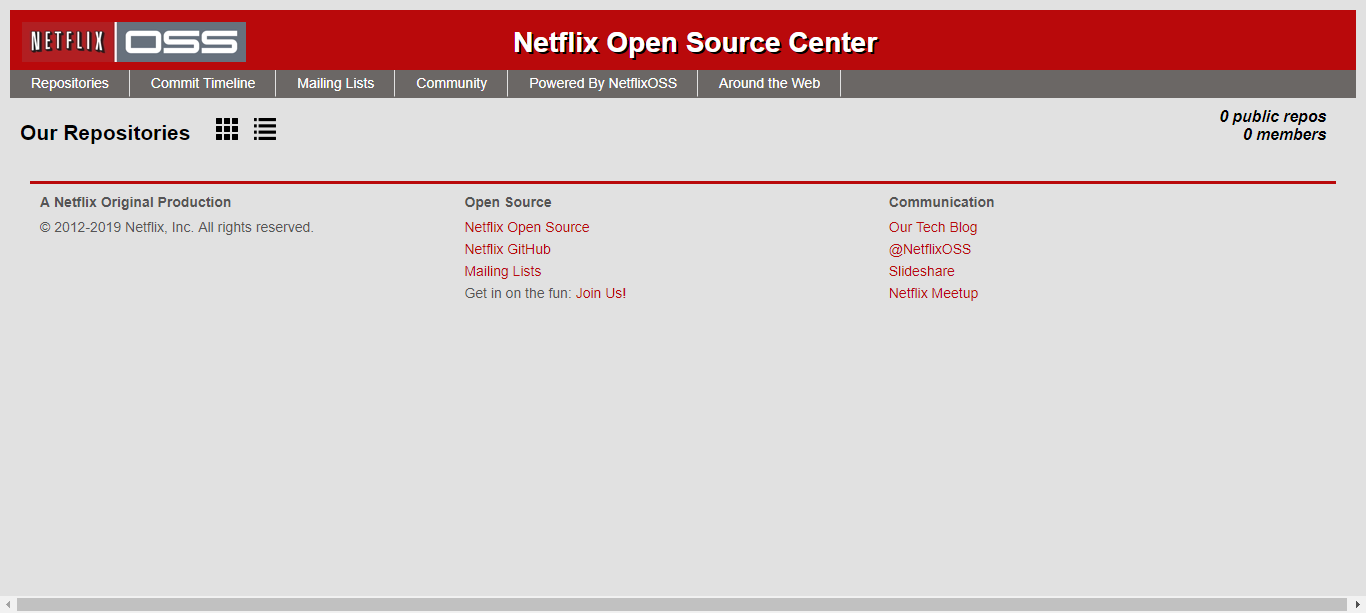 NETFLIX OSS
Netflix Open Source Center
Repositories Commit Timeline Mailing Lists Community Powered By NetflixOSS Around the Web
Our Repositories
0 public repos
0 members
A Netflix Original Production
© 2012-2019 Netflix, Inc. All rights reserved.
Open Source
Netflix Open Source
Netflix GitHub
Mailing Lists
Get in on the fun: Join Us!
Communication
Our Tech Blog
@NetflixOSS
Slideshare
Netflix Meetup